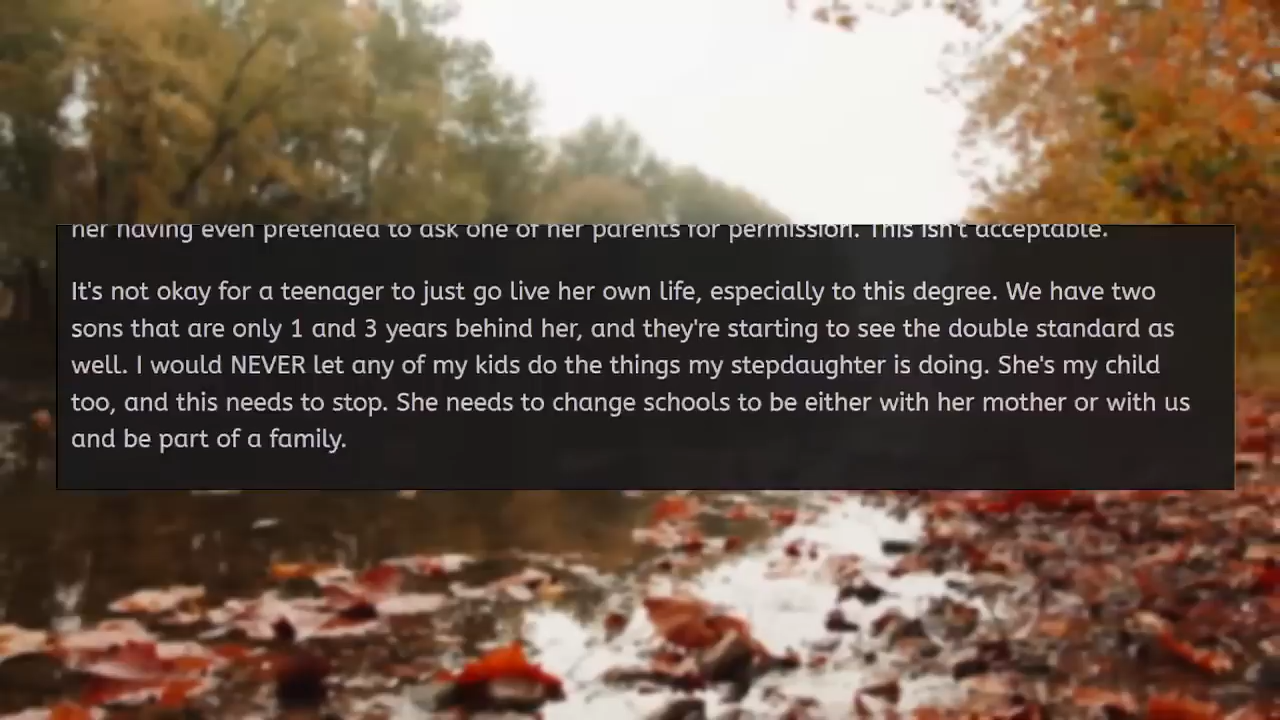 her having even pretended to ask one of her parents for permission. This isn't acceptable.
It's not okay for a teenager to just go live her own life, especially to this degree. We have two
sons that are only 1 and 3 years behind her, and they're starting to see the double standard as
well. I would NEVER let any of my kids do the things my stepdaughter is doing. She's my child
too, and this needs to stop. She needs to change schools to be either with her mother or with us
and be part of a family.